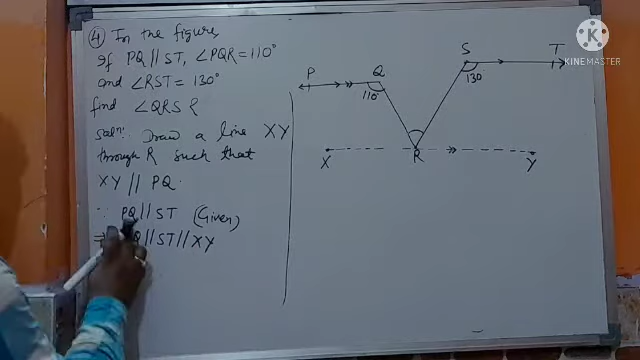 ④ In the figure
If PQ || ST, ∠PQR = 110°
and ∠RST = 130°
find ∠QRS
Solⁿ: Draw a line XY
through R such that
XY // PQ.
∵ PQ // ST (Given)
⇒ Q // ST // XY
P
Q
110°
S
T
130
X
R
Y
KINEMASTER